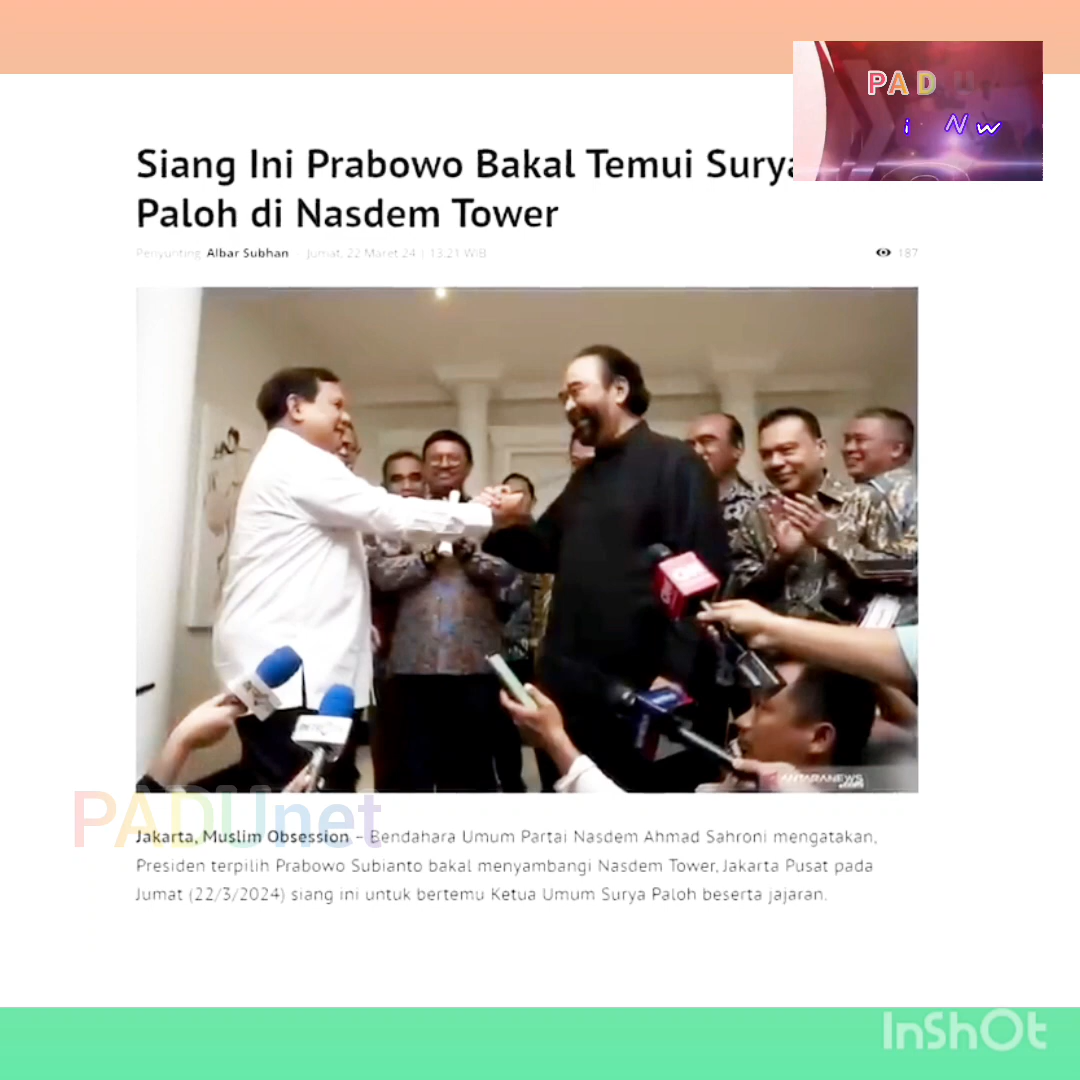 PADU
i Nw
Siang Ini Prabowo Bakal Temui Surya
Paloh di Nasdem Tower
Penyunting Albar Subhan - Jumat, 22 Maret 24 | 13:21 WIB
187
ANTARANEWS
.com
PADUnet
Jakarta, Muslim Obsession – Bendahara Umum Partai Nasdem Ahmad Sahroni mengatakan,
Presiden terpilih Prabowo Subianto bakal menyambangi Nasdem Tower, Jakarta Pusat pada
Jumat (22/3/2024) siang ini untuk bertemu Ketua Umum Surya Paloh beserta jajaran.
InShOt